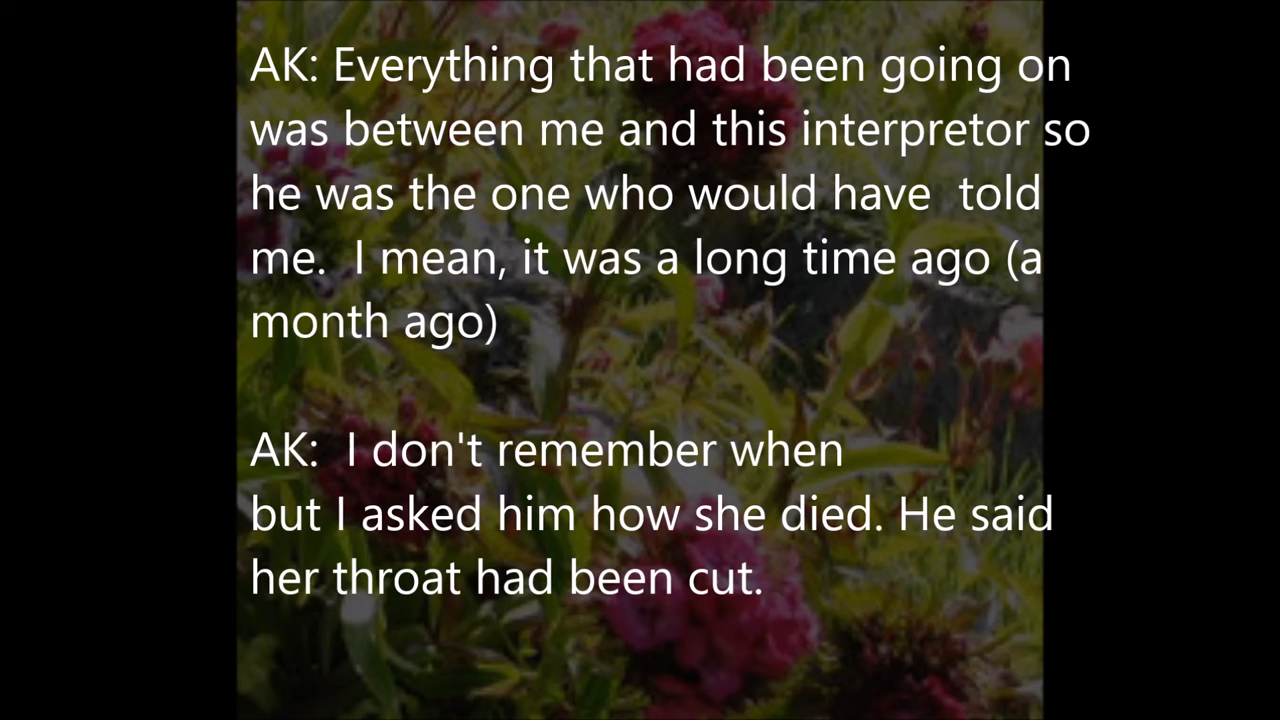 AK: Everything that had been going on
was between me and this interpretor so
he was the one who would have  told
me.  I mean, it was a long time ago (a
month ago)
AK:  I don't remember when
but I asked him how she died. He said
her throat had been cut.